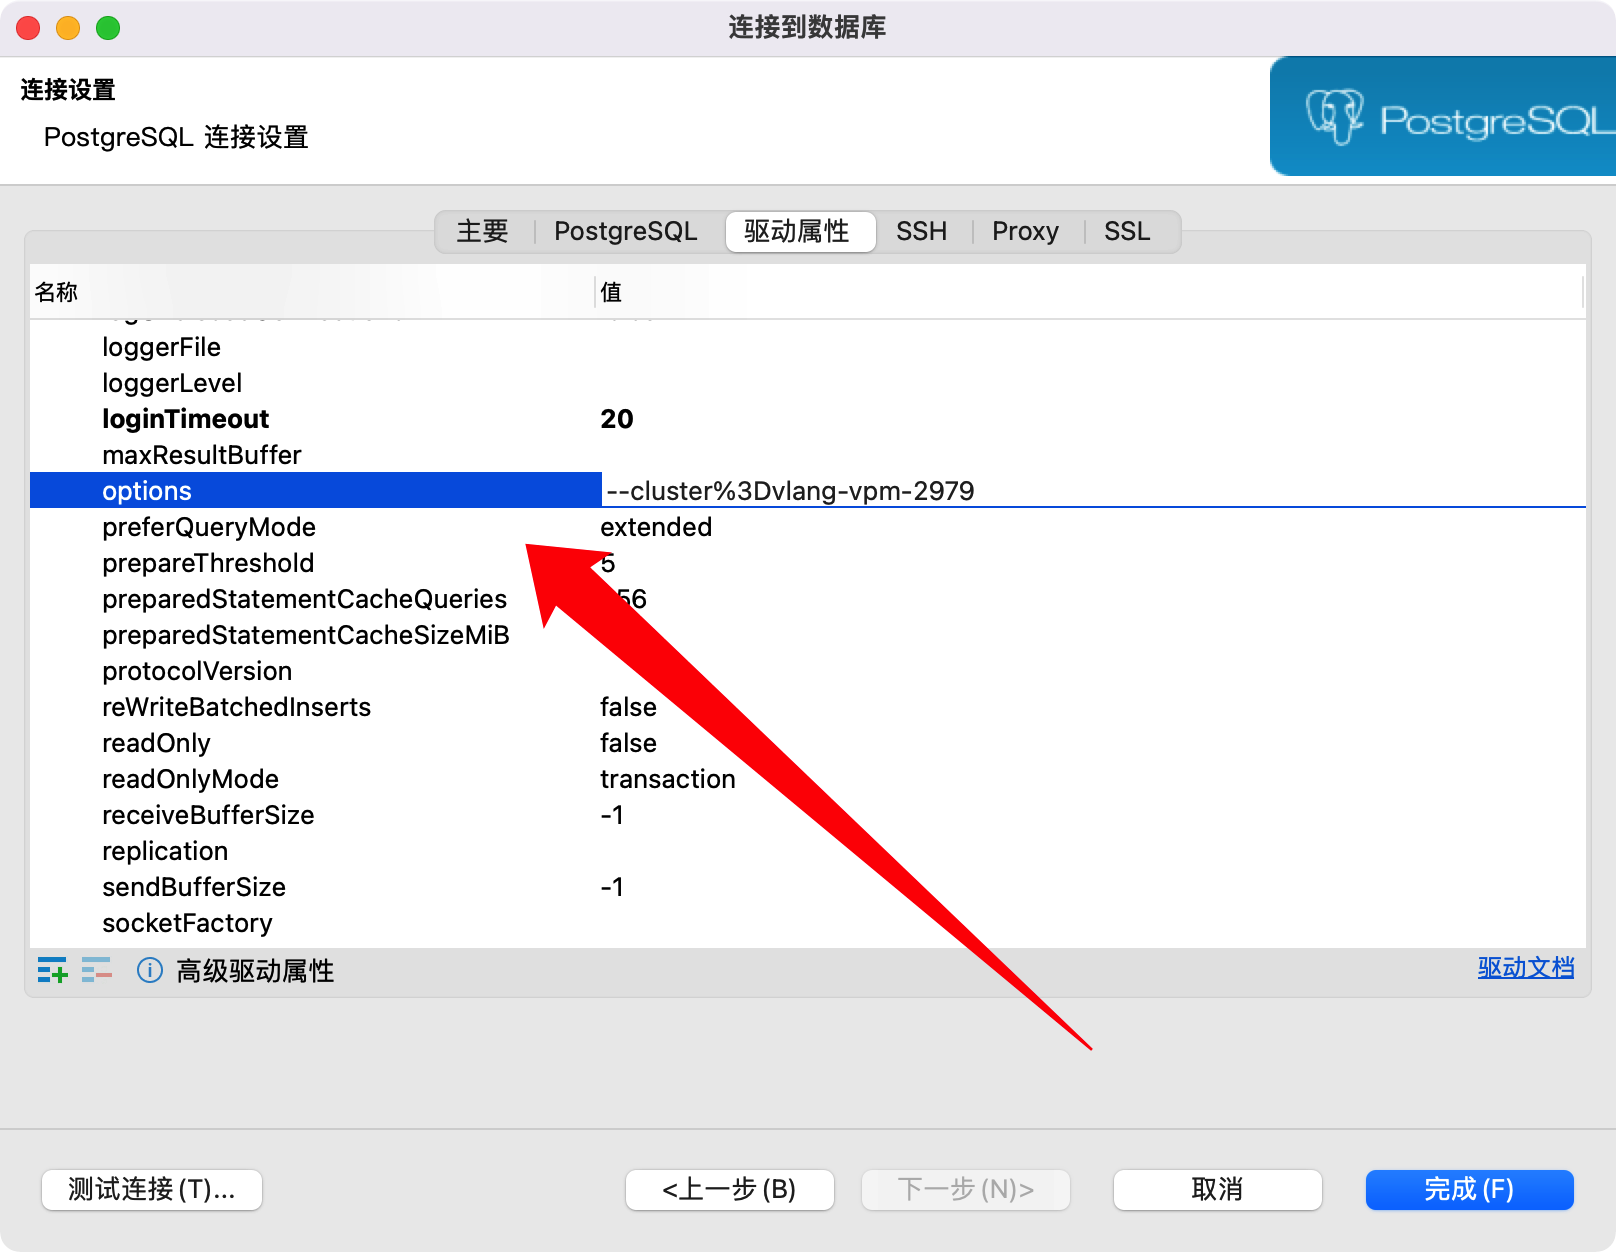 连接到数据库
连接设置
PostgreSQL 连接设置
PostgreSQL
主要 PostgreSQL 驱动属性 SSH Proxy SSL
名称 值
loggerFile
loggerLevel
loginTimeout 20
maxResultBuffer
options --cluster%3Dvlang-vpm-2979
preferQueryMode extended
prepareThreshold 5
preparedStatementCacheQueries 56
preparedStatementCacheSizeMiB
protocolVersion
reWriteBatchedInserts false
readOnly false
readOnlyMode transaction
receiveBufferSize -1
replication
sendBufferSize -1
socketFactory
高级驱动属性 驱动文档
测试连接(T)... <上一步(B) 下一步(N)> 取消 完成(F)